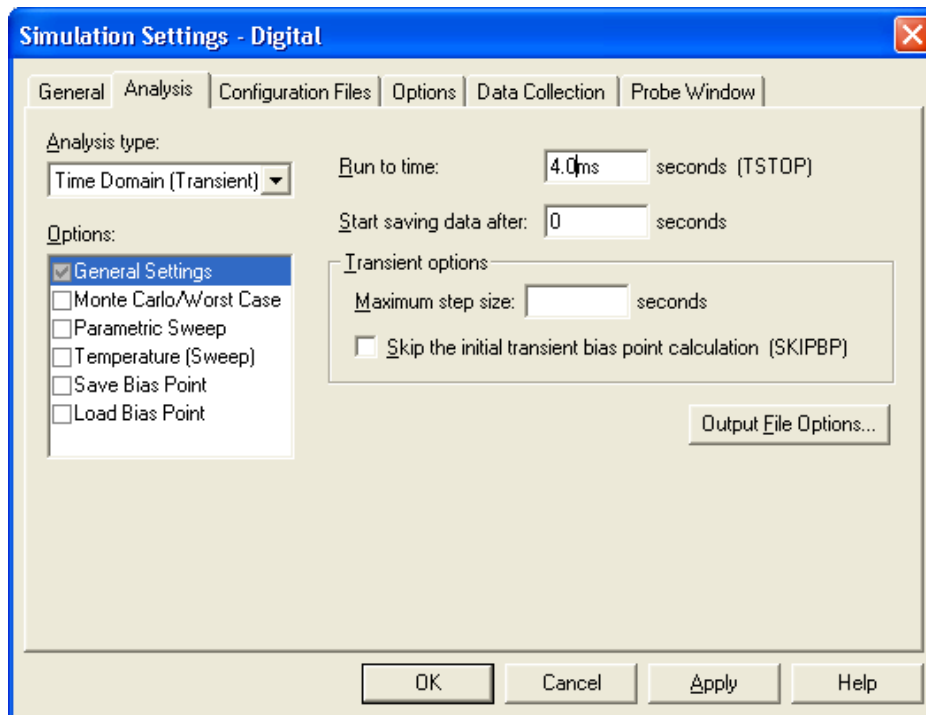 Simulation Settings - Digital
General Analysis Configuration Files Options Data Collection Probe Window
Analysis type:
Time Domain (Transient)
Options:
General Settings
Monte Carlo/Worst Case
Parametric Sweep
Temperature (Sweep)
Save Bias Point
Load Bias Point
Run to time: 4.0ms seconds (TSTOP)
Start saving data after: 0 seconds
Transient options
Maximum step size: seconds
Skip the initial transient bias point calculation (SKIPBP)
Output File Options...
OK Cancel Apply Help